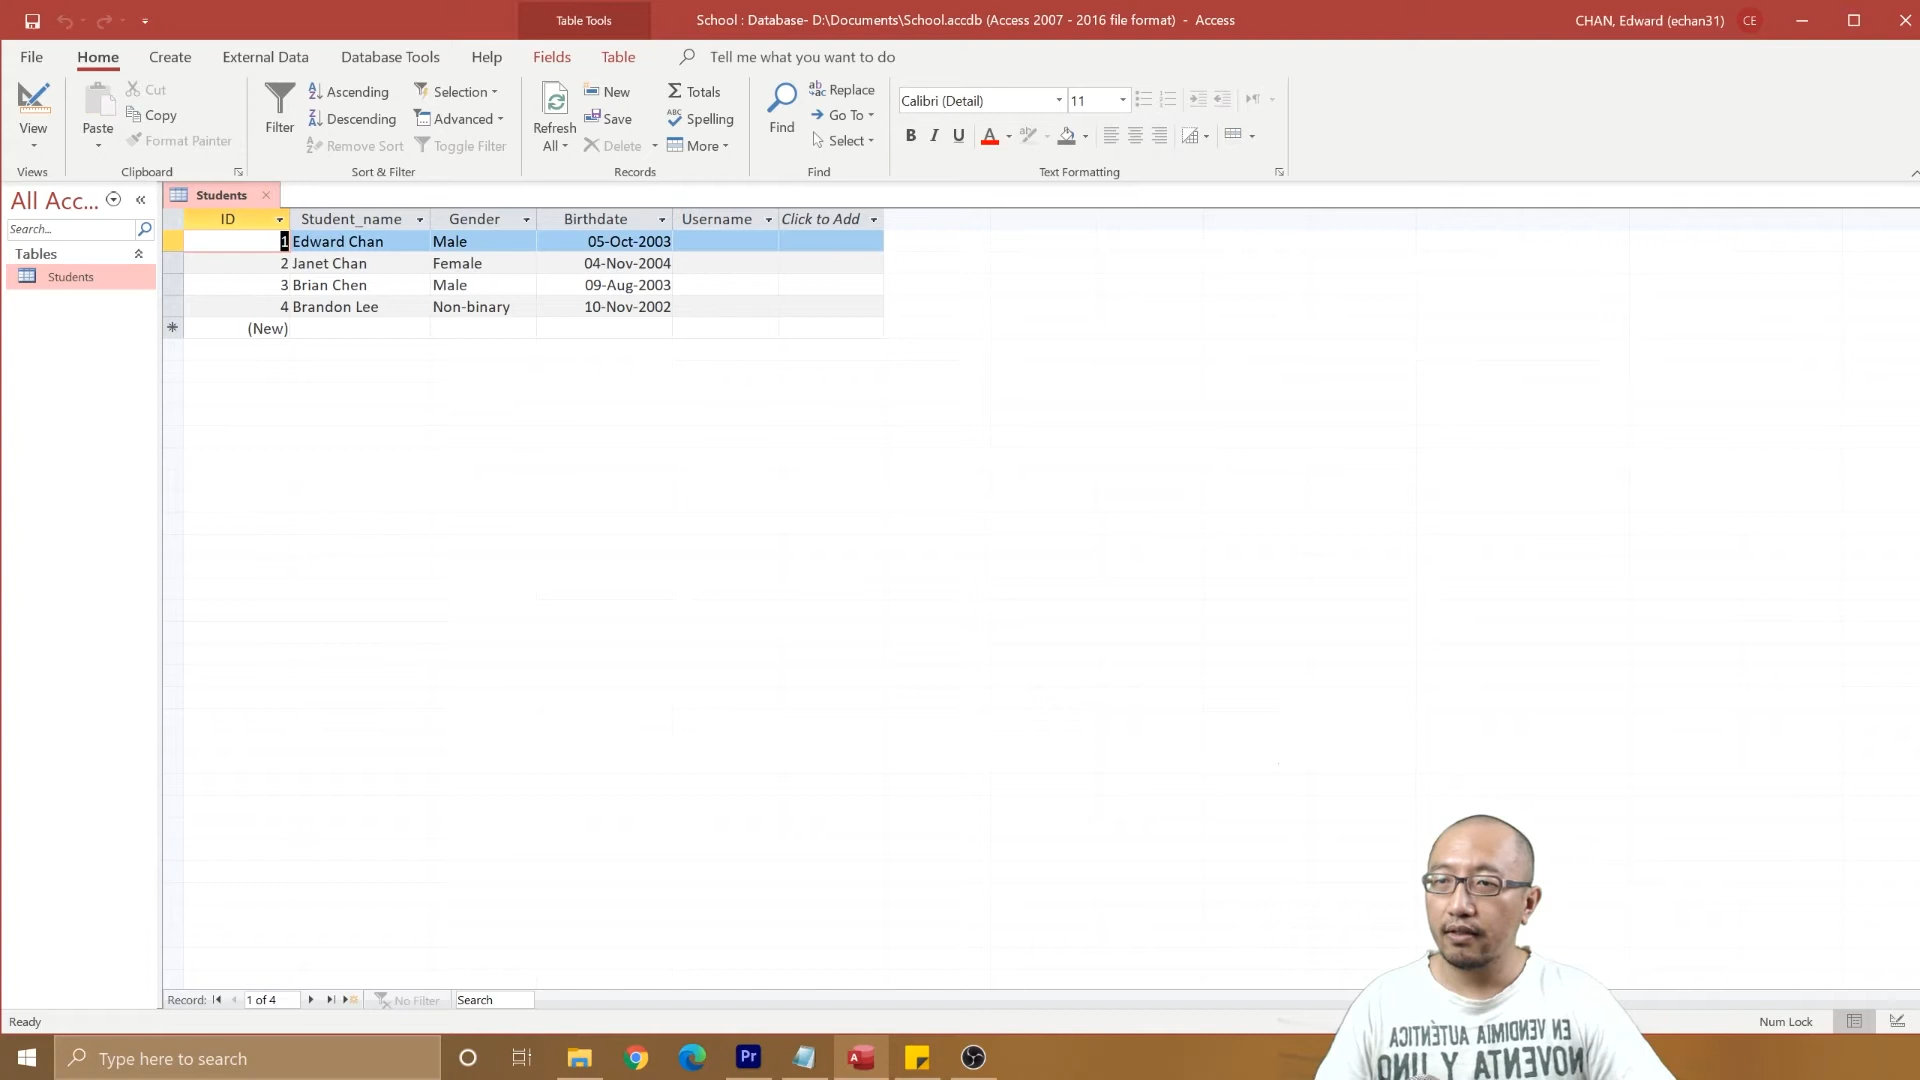 Table Tools
School : Database- D:\Documents\School.accdb (Access 2007 - 2016 file format) - Access
CHAN, Edward (echan31)
CE
File
Home
Create
External Data
Database Tools
Help
Fields
Table
Tell me what you want to do
View
Views
Paste
Cut
Copy
Format Painter
Clipboard
Filter
Ascending
Descending
Remove Sort
Selection
Advanced
Toggle Filter
Sort & Filter
Refresh
All
New
Save
Delete
Totals
Spelling
More
Records
Find
Replace
Go To
Select
Find
Calibri (Detail)
11
B I U A
Text Formatting
All Acc...
Search...
Tables
Students
Students
ID Student_name Gender Birthdate Username Click to Add
1 Edward Chan Male 05-Oct-2003
2 Janet Chan Female 04-Nov-2004
3 Brian Chen Male 09-Aug-2003
4 Brandon Lee Non-binary 10-Nov-2002
(New)
Record: 1 of 4 No Filter Search
Ready
Num Lock
Type here to search
Pr
EN VENDIMIA AUTÉNTICA
NOVENTA Y UNO